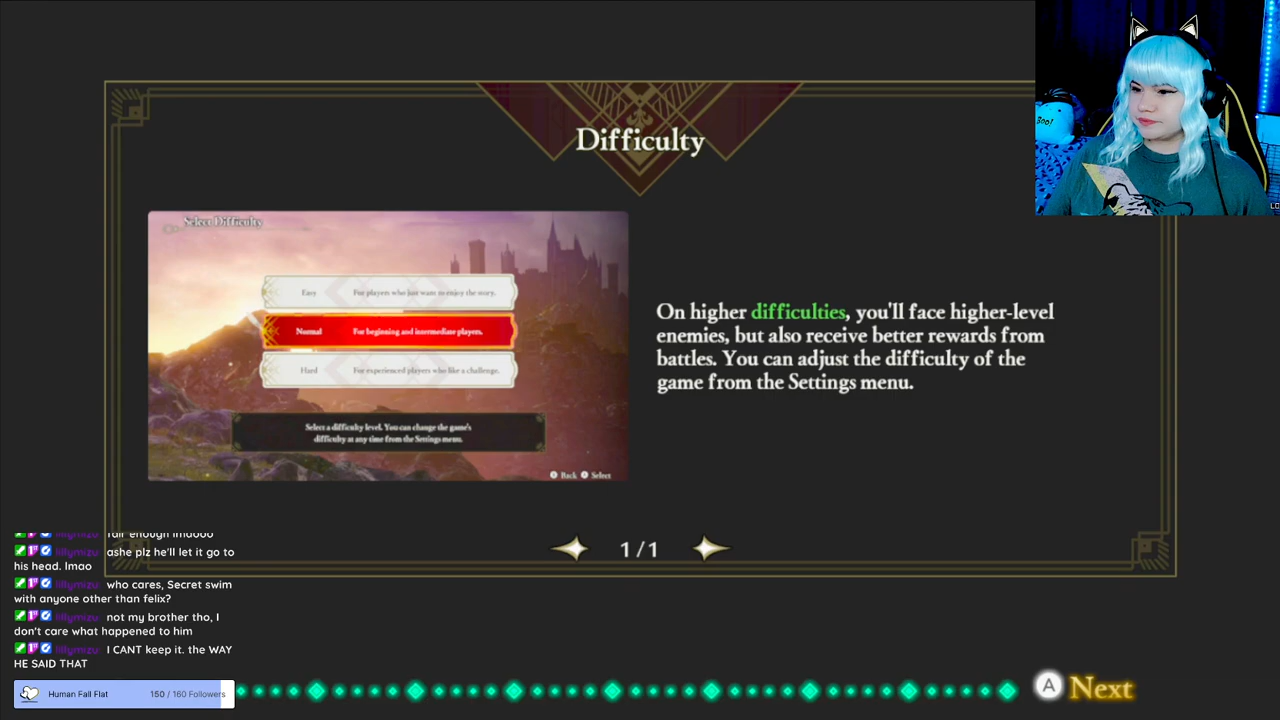 Difficulty
Select Difficulty
Easy For players who just want to enjoy the story.
Normal For beginning and intermediate players.
Hard For experienced players who like a challenge.
Select a difficulty level. You can change the game's
difficulty at any time from the Settings menu.
Back Select
On higher difficulties, you'll face higher-level
enemies, but also receive better rewards from
battles. You can adjust the difficulty of the
game from the Settings menu.
1/1
Boo!
lillymizu fair enough lmaooo
lillymizu ashe plz he'll let it go to
his head. lmao
lillymizu who cares, Secret swim
with anyone other than felix?
lillymizu not my brother tho, I
don't care what happened to him
lillymizu I CANT keep it. the WAY
HE SAID THAT
Human Fall Flat 150 / 160 Followers
A Next